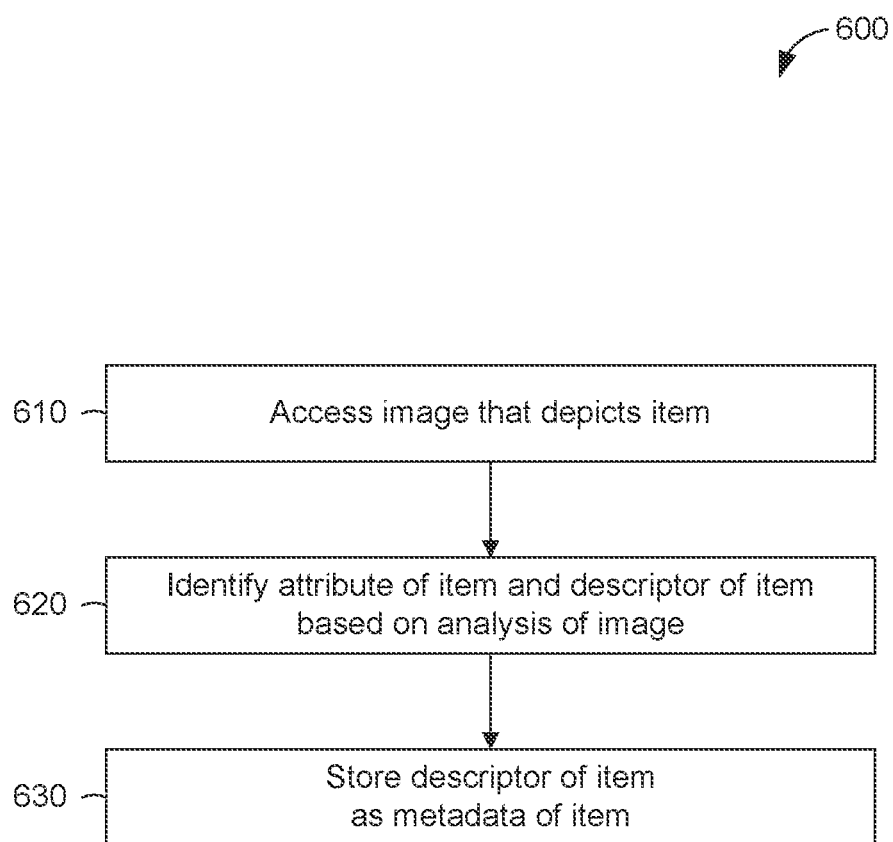 600
610
Access image that depicts item
620
Identify attribute of item and descriptor of item
based on analysis of image
630
Store descriptor of item
as metadata of item